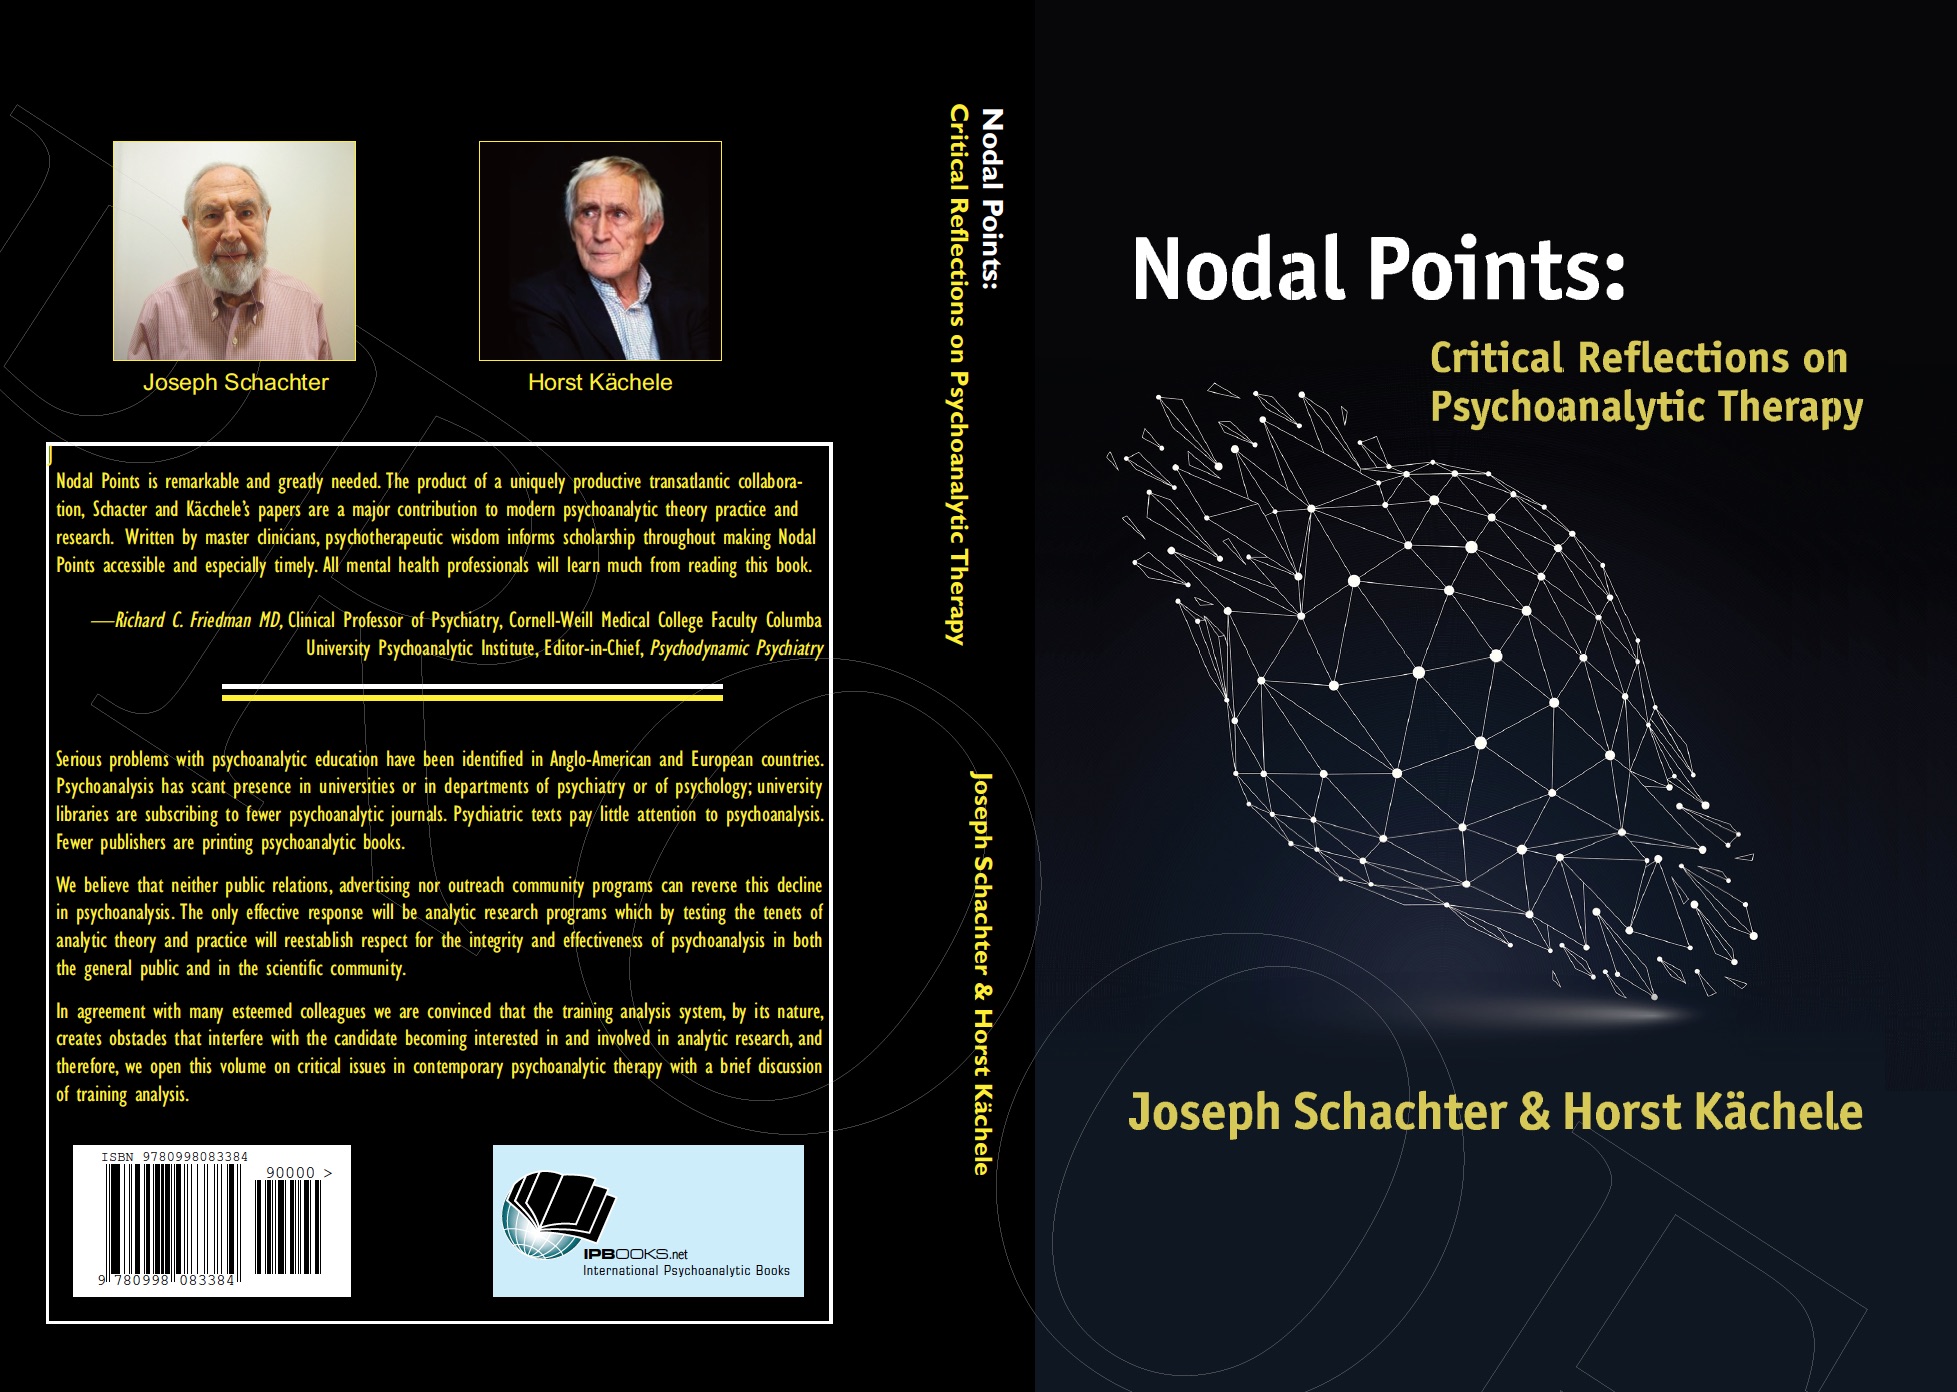 Joseph Schachter
Horst Kächele
Nodal Points is remarkable and greatly needed. The product of a uniquely productive transatlantic collabora-
tion, Schacter and Käcchele's papers are a major contribution to modern psychoanalytic theory practice and
research. Written by master clinicians, psychotherapeutic wisdom informs scholarship throughout making Nodal
Points accessible and especially timely. All mental health professionals will learn much from reading this book.
—Richard C. Friedman MD, Clinical Professor of Psychiatry, Cornell-Weill Medical College Faculty Columba
University Psychoanalytic Institute, Editor-in-Chief, Psychodynamic Psychiatry
Serious problems with psychoanalytic education have been identified in Anglo-American and European countries.
Psychoanalysis has scant presence in universities or in departments of psychiatry or of psychology; university
libraries are subscribing to fewer psychoanalytic journals. Psychiatric texts pay little attention to psychoanalysis.
Fewer publishers are printing psychoanalytic books.
We believe that neither public relations, advertising nor outreach community programs can reverse this decline
in psychoanalysis. The only effective response will be analytic research programs which by testing the tenets of
analytic theory and practice will reestablish respect for the integrity and effectiveness of psychoanalysis in both
the general public and in the scientific community.
In agreement with many esteemed colleagues we are convinced that the training analysis system, by its nature,
creates obstacles that interfere with the candidate becoming interested in and involved in analytic research, and
therefore, we open this volume on critical issues in contemporary psychoanalytic therapy with a brief discussion
of training analysis.
ISBN 9780998083384
90000 >
9 780998 083384
IPBOOKS.net
International Psychoanalytic Books
Nodal Points:
Critical Reflections on Psychoanalytic Therapy
Joseph Schachter & Horst Kächele
Nodal Points:
Critical Reflections on
Psychoanalytic Therapy
Joseph Schachter & Horst Kächele